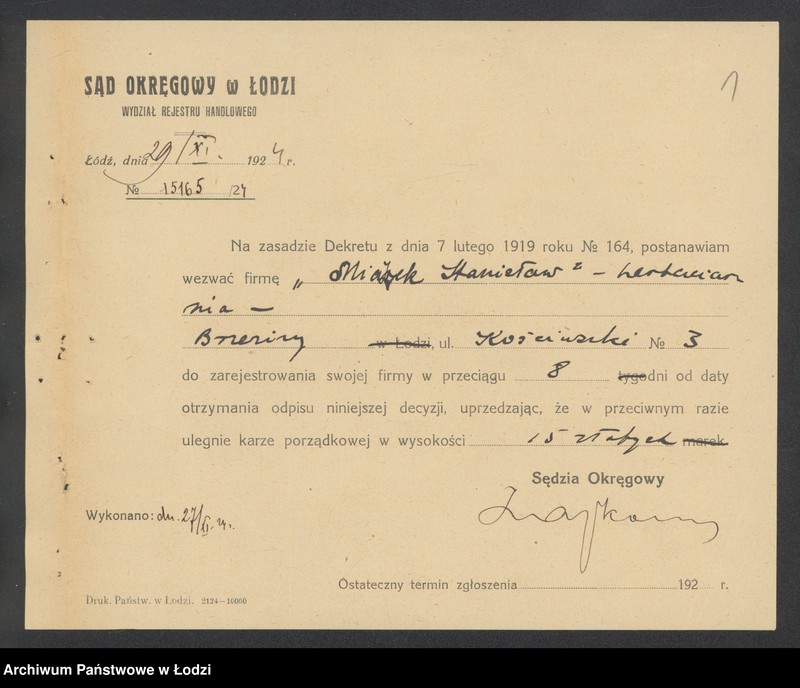 1
SĄD OKRĘGOWY w ŁODZI
WYDZIAŁ REJESTRU HANDLOWEGO
Łódź, dnia 29/XI. 1924 r.
№ 15165/24
Na zasadzie Dekretu z dnia 7 lutego 1919 roku № 164, postanawiam
wezwać firmę „ Stanisław” – herbaciar
nia –
Brzeziny w Łodzi, ul. Kościuszki № 3
do zarejestrowania swojej firmy w przeciągu 8 tygodni od daty
otrzymania odpisu niniejszej decyzji, uprzedzając, że w przeciwnym razie
ulegnie karze porządkowej w wysokości 15 złotych marek
Sędzia Okręgowy
Wykonano: dn. 27/XI. 24.
Ostateczny termin zgłoszenia 192 r.
Druk. Państw. w Łodzi. 2124—10000
Archiwum Państwowe w Łodzi